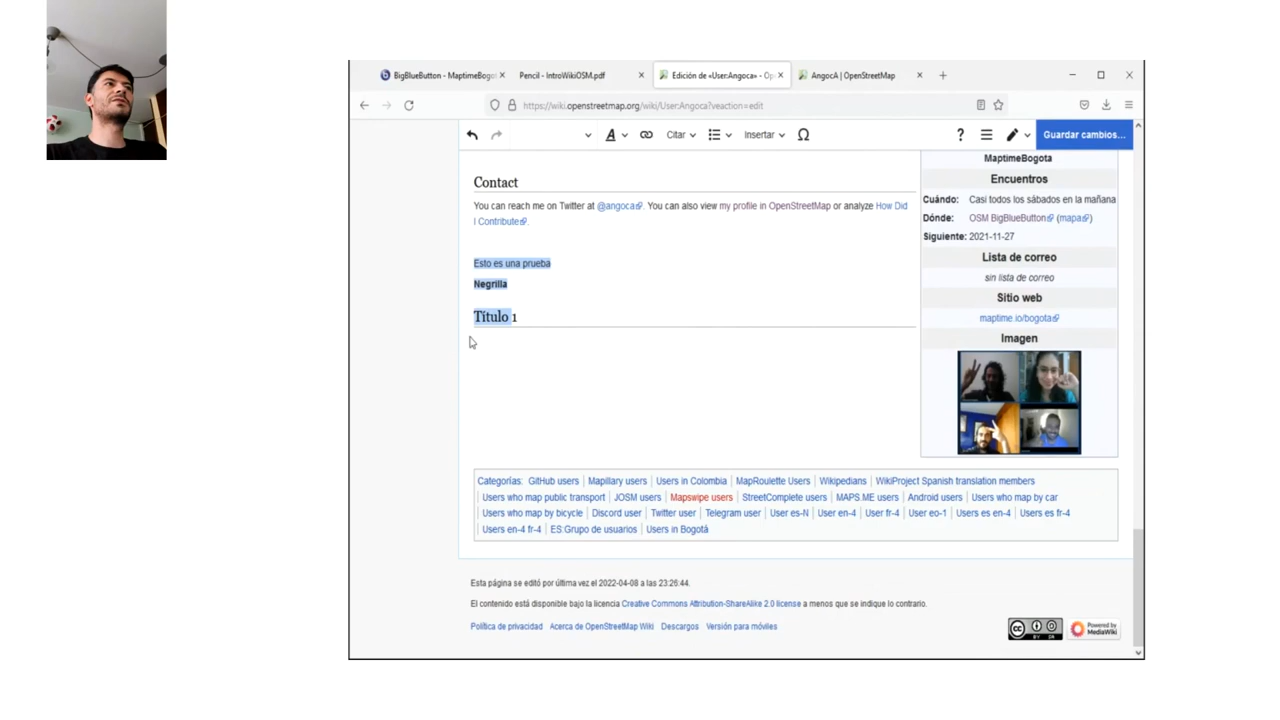 BigBlueButton - MaptimeBogo
Pencil - IntroWikiOSM.pdf
Edición de «User:Angoca» - Op
AngocA | OpenStreetMap
https://wiki.openstreetmap.org/wiki/User:Angoca?veaction=edit
A
Citar
Insertar
Ω
?
Guardar cambios...
Contact
You can reach me on Twitter at @angoca. You can also view my profile in OpenStreetMap or analyze How Did
I Contribute.
Esto es una prueba
Negrilla
Título 1
MaptimeBogota
Encuentros
Cuándo: Casi todos los sábados en la mañana
Dónde: OSM BigBlueButton (mapa)
Siguiente: 2021-11-27
Lista de correo
sin lista de correo
Sitio web
maptime.io/bogota
Imagen
Categorías: GitHub users | Mapillary users | Users in Colombia | MapRoulette Users | Wikipedians | WikiProject Spanish translation members
| Users who map public transport | JOSM users | Mapswipe users | StreetComplete users | MAPS.ME users | Android users | Users who map by car
| Users who map by bicycle | Discord user | Twitter user | Telegram user | User es-N | User en-4 | User fr-4 | User eo-1 | Users es en-4 | Users es fr-4
| Users en-4 fr-4 | ES:Grupo de usuarios | Users in Bogotá
Esta página se editó por última vez el 2022-04-08 a las 23:26:44.
El contenido está disponible bajo la licencia Creative Commons Attribution-ShareAlike 2.0 license a menos que se indique lo contrario.
Política de privacidad Acerca de OpenStreetMap Wiki Descargos Versión para móviles
cc
BY SA
Powered by
MediaWiki